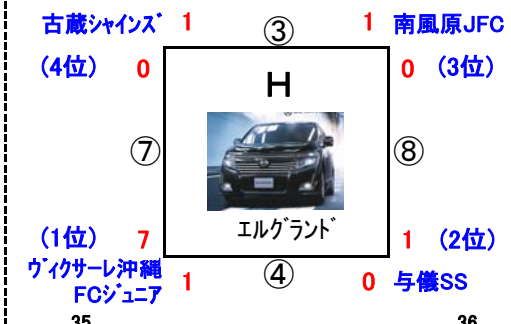 古蔵シャインズ 1 ③ 1 南風原JFC
(4位) 0 H 0 (3位)
⑦ ⑧
エルグランド
(1位) 7 1 (2位)
ヴィクサーレ沖縄
FCジュニア 1 ④ 0 与儀SS
35 36